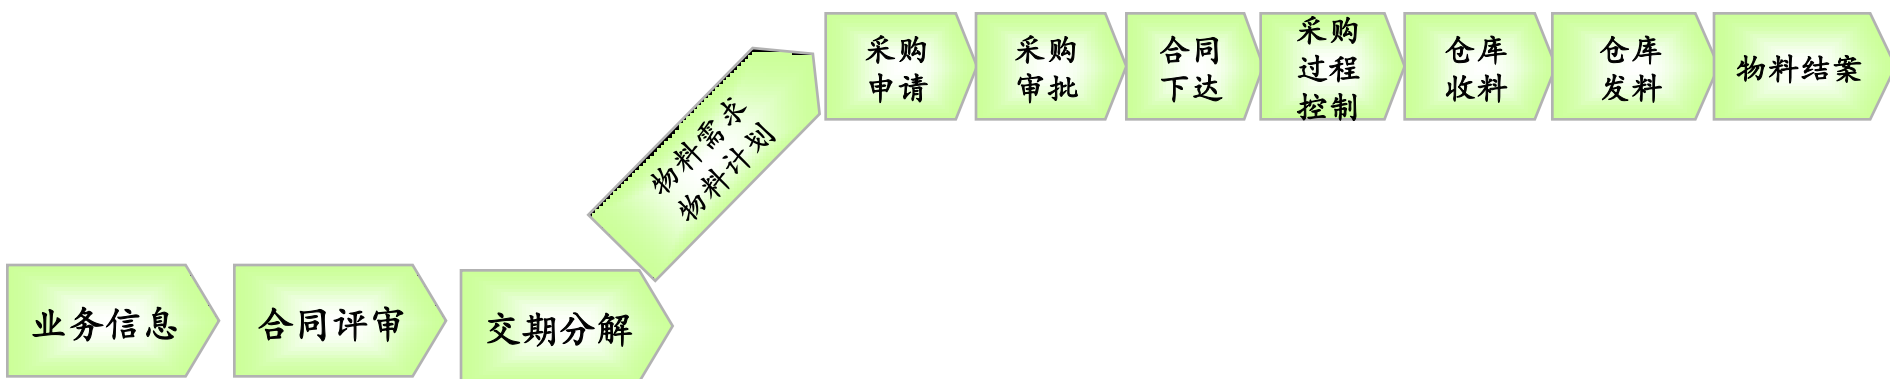 业务信息
合同评审
交期分解
物料需求
物料计划
采购
申请
采购
审批
合同
下达
采购
过程
控制
仓库
收料
仓库
发料
物料结案